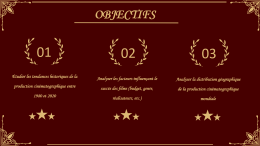 OBJECTIFS
01
02
03
Etudier les tendances historiques de la
production cinématographique entre
1980 et 2020
Analyser les facteurs influençant le
succès des films (budget, genre,
réalisateurs, etc.)
Analyser la distribution géographique
de la production cinématographique
mondiale